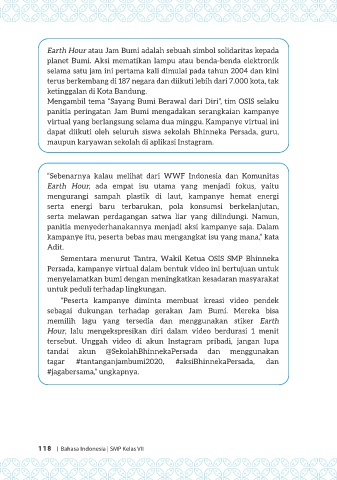 Earth Hour atau Jam Bumi adalah sebuah simbol solidaritas kepada
planet Bumi. Aksi mematikan lampu atau benda-benda elektronik
selama satu jam ini pertama kali dimulai pada tahun 2004 dan kini
terus berkembang di 187 negara dan diikuti lebih dari 7.000 kota, tak
ketinggalan di Kota Bandung.
Mengambil tema "Sayang Bumi Berawal dari Diri", tim OSIS selaku
panitia peringatan Jam Bumi mengadakan serangkaian kampanye
virtual yang berlangsung selama dua minggu. Kampanye virtual ini
dapat diikuti oleh seluruh siswa sekolah Bhinneka Persada, guru,
maupun karyawan sekolah di aplikasi Instagram.
"Sebenarnya kalau melihat dari WWF Indonesia dan Komunitas
Earth Hour, ada empat isu utama yang menjadi fokus, yaitu
mengurangi sampah plastik di laut, kampanye hemat energi
serta energi baru terbarukan, pola konsumsi berkelanjutan,
serta melawan perdagangan satwa liar yang dilindungi. Namun,
panitia menyederhanakannya menjadi aksi kampanye saja. Dalam
kampanye itu, peserta bebas mau mengangkat isu yang mana," kata
Adit.
Sementara menurut Tantra, Wakil Ketua OSIS SMP Bhinneka
Persada, kampanye virtual dalam bentuk video ini bertujuan untuk
menyelamatkan bumi dengan meningkatkan kesadaran masyarakat
untuk peduli terhadap lingkungan.
"Peserta kampanye diminta membuat kreasi video pendek
sebagai dukungan terhadap gerakan Jam Bumi. Mereka bisa
memilih lagu yang tersedia dan menggunakan stiker Earth
Hour, lalu mengekspresikan diri dalam video berdurasi 1 menit
tersebut. Unggah video di akun Instagram pribadi, jangan lupa
tandai akun @SekolahBhinnekaPersada dan menggunakan
tagar #tantanganjambumi2020, #aksiBhinnekaPersada, dan
#jagabersama," ungkapnya.
118 | Bahasa Indonesia | SMP Kelas VII